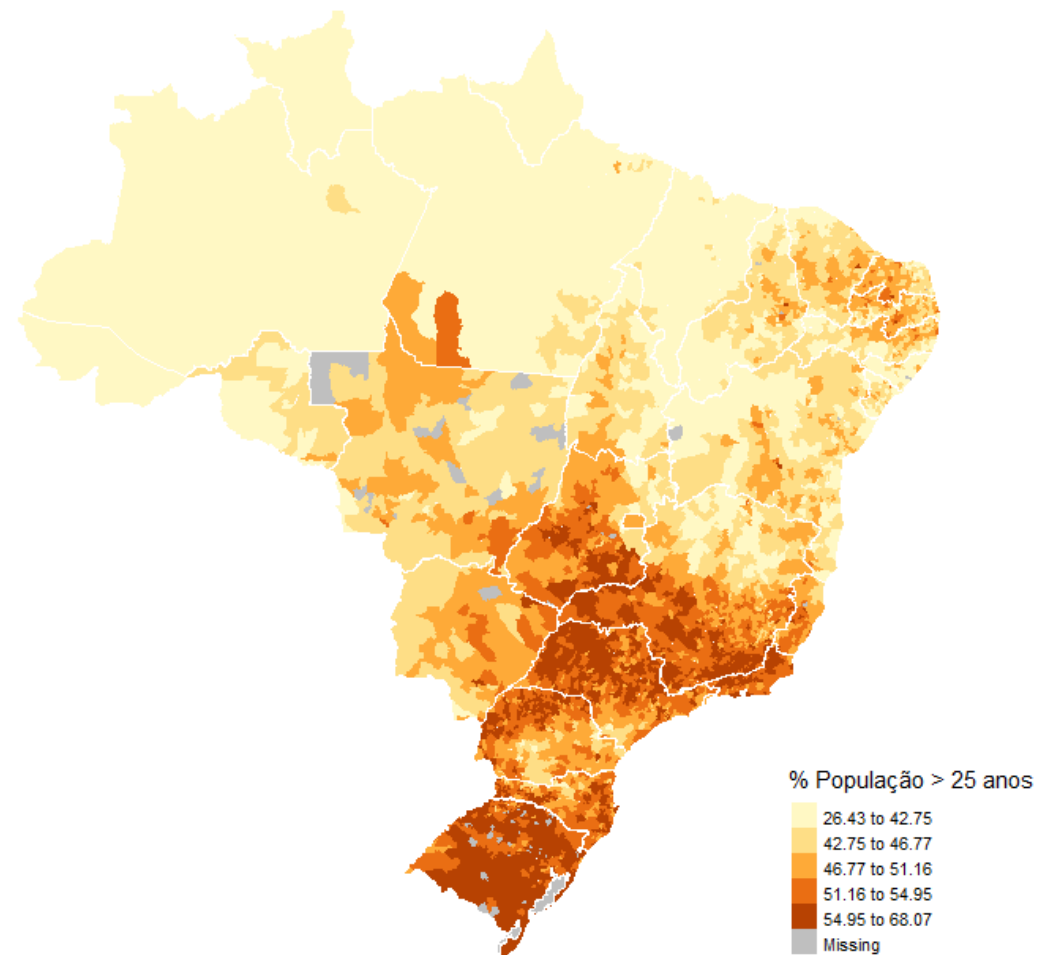 % População > 25 anos
26.43 to 42.75
42.75 to 46.77
46.77 to 51.16
51.16 to 54.95
54.95 to 68.07
Missing